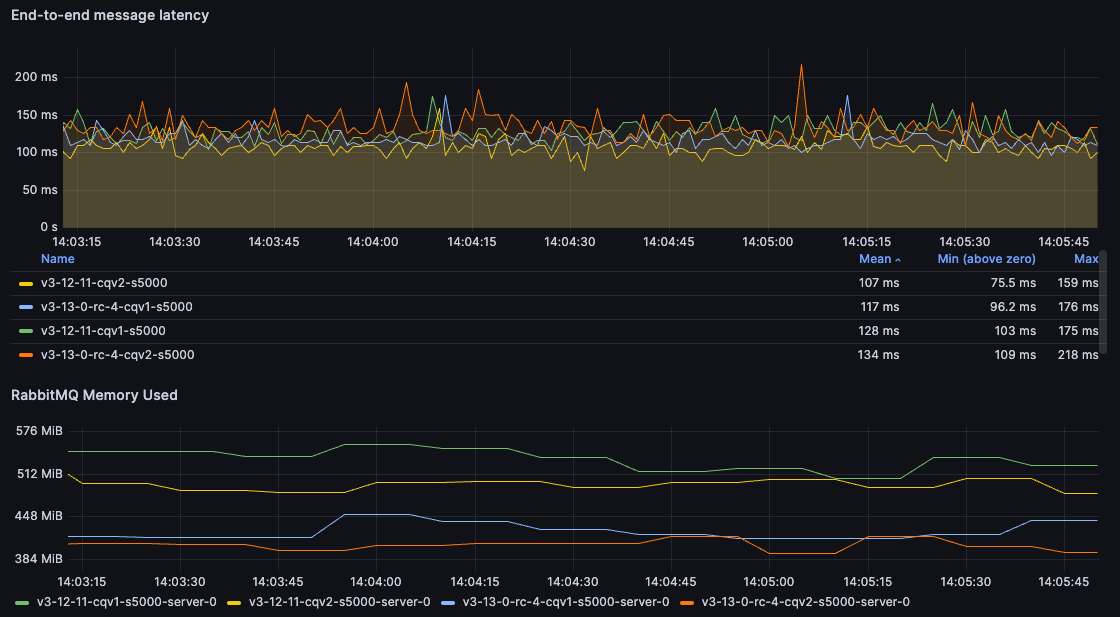 End-to-end message latency
200 ms
150 ms
100 ms
50 ms
0 s
14:03:15 14:03:30 14:03:45 14:04:00 14:04:15 14:04:30 14:04:45 14:05:00 14:05:15 14:05:30 14:05:45
Name Mean Min (above zero) Max
v3-12-11-cqv2-s5000 107 ms 75.5 ms 159 ms
v3-13-0-rc-4-cqv1-s5000 117 ms 96.2 ms 176 ms
v3-12-11-cqv1-s5000 128 ms 103 ms 175 ms
v3-13-0-rc-4-cqv2-s5000 134 ms 109 ms 218 ms
RabbitMQ Memory Used
576 MiB
512 MiB
448 MiB
384 MiB
14:03:15 14:03:30 14:03:45 14:04:00 14:04:15 14:04:30 14:04:45 14:05:00 14:05:15 14:05:30 14:05:45
v3-12-11-cqv1-s5000-server-0 v3-12-11-cqv2-s5000-server-0 v3-13-0-rc-4-cqv1-s5000-server-0 v3-13-0-rc-4-cqv2-s5000-server-0